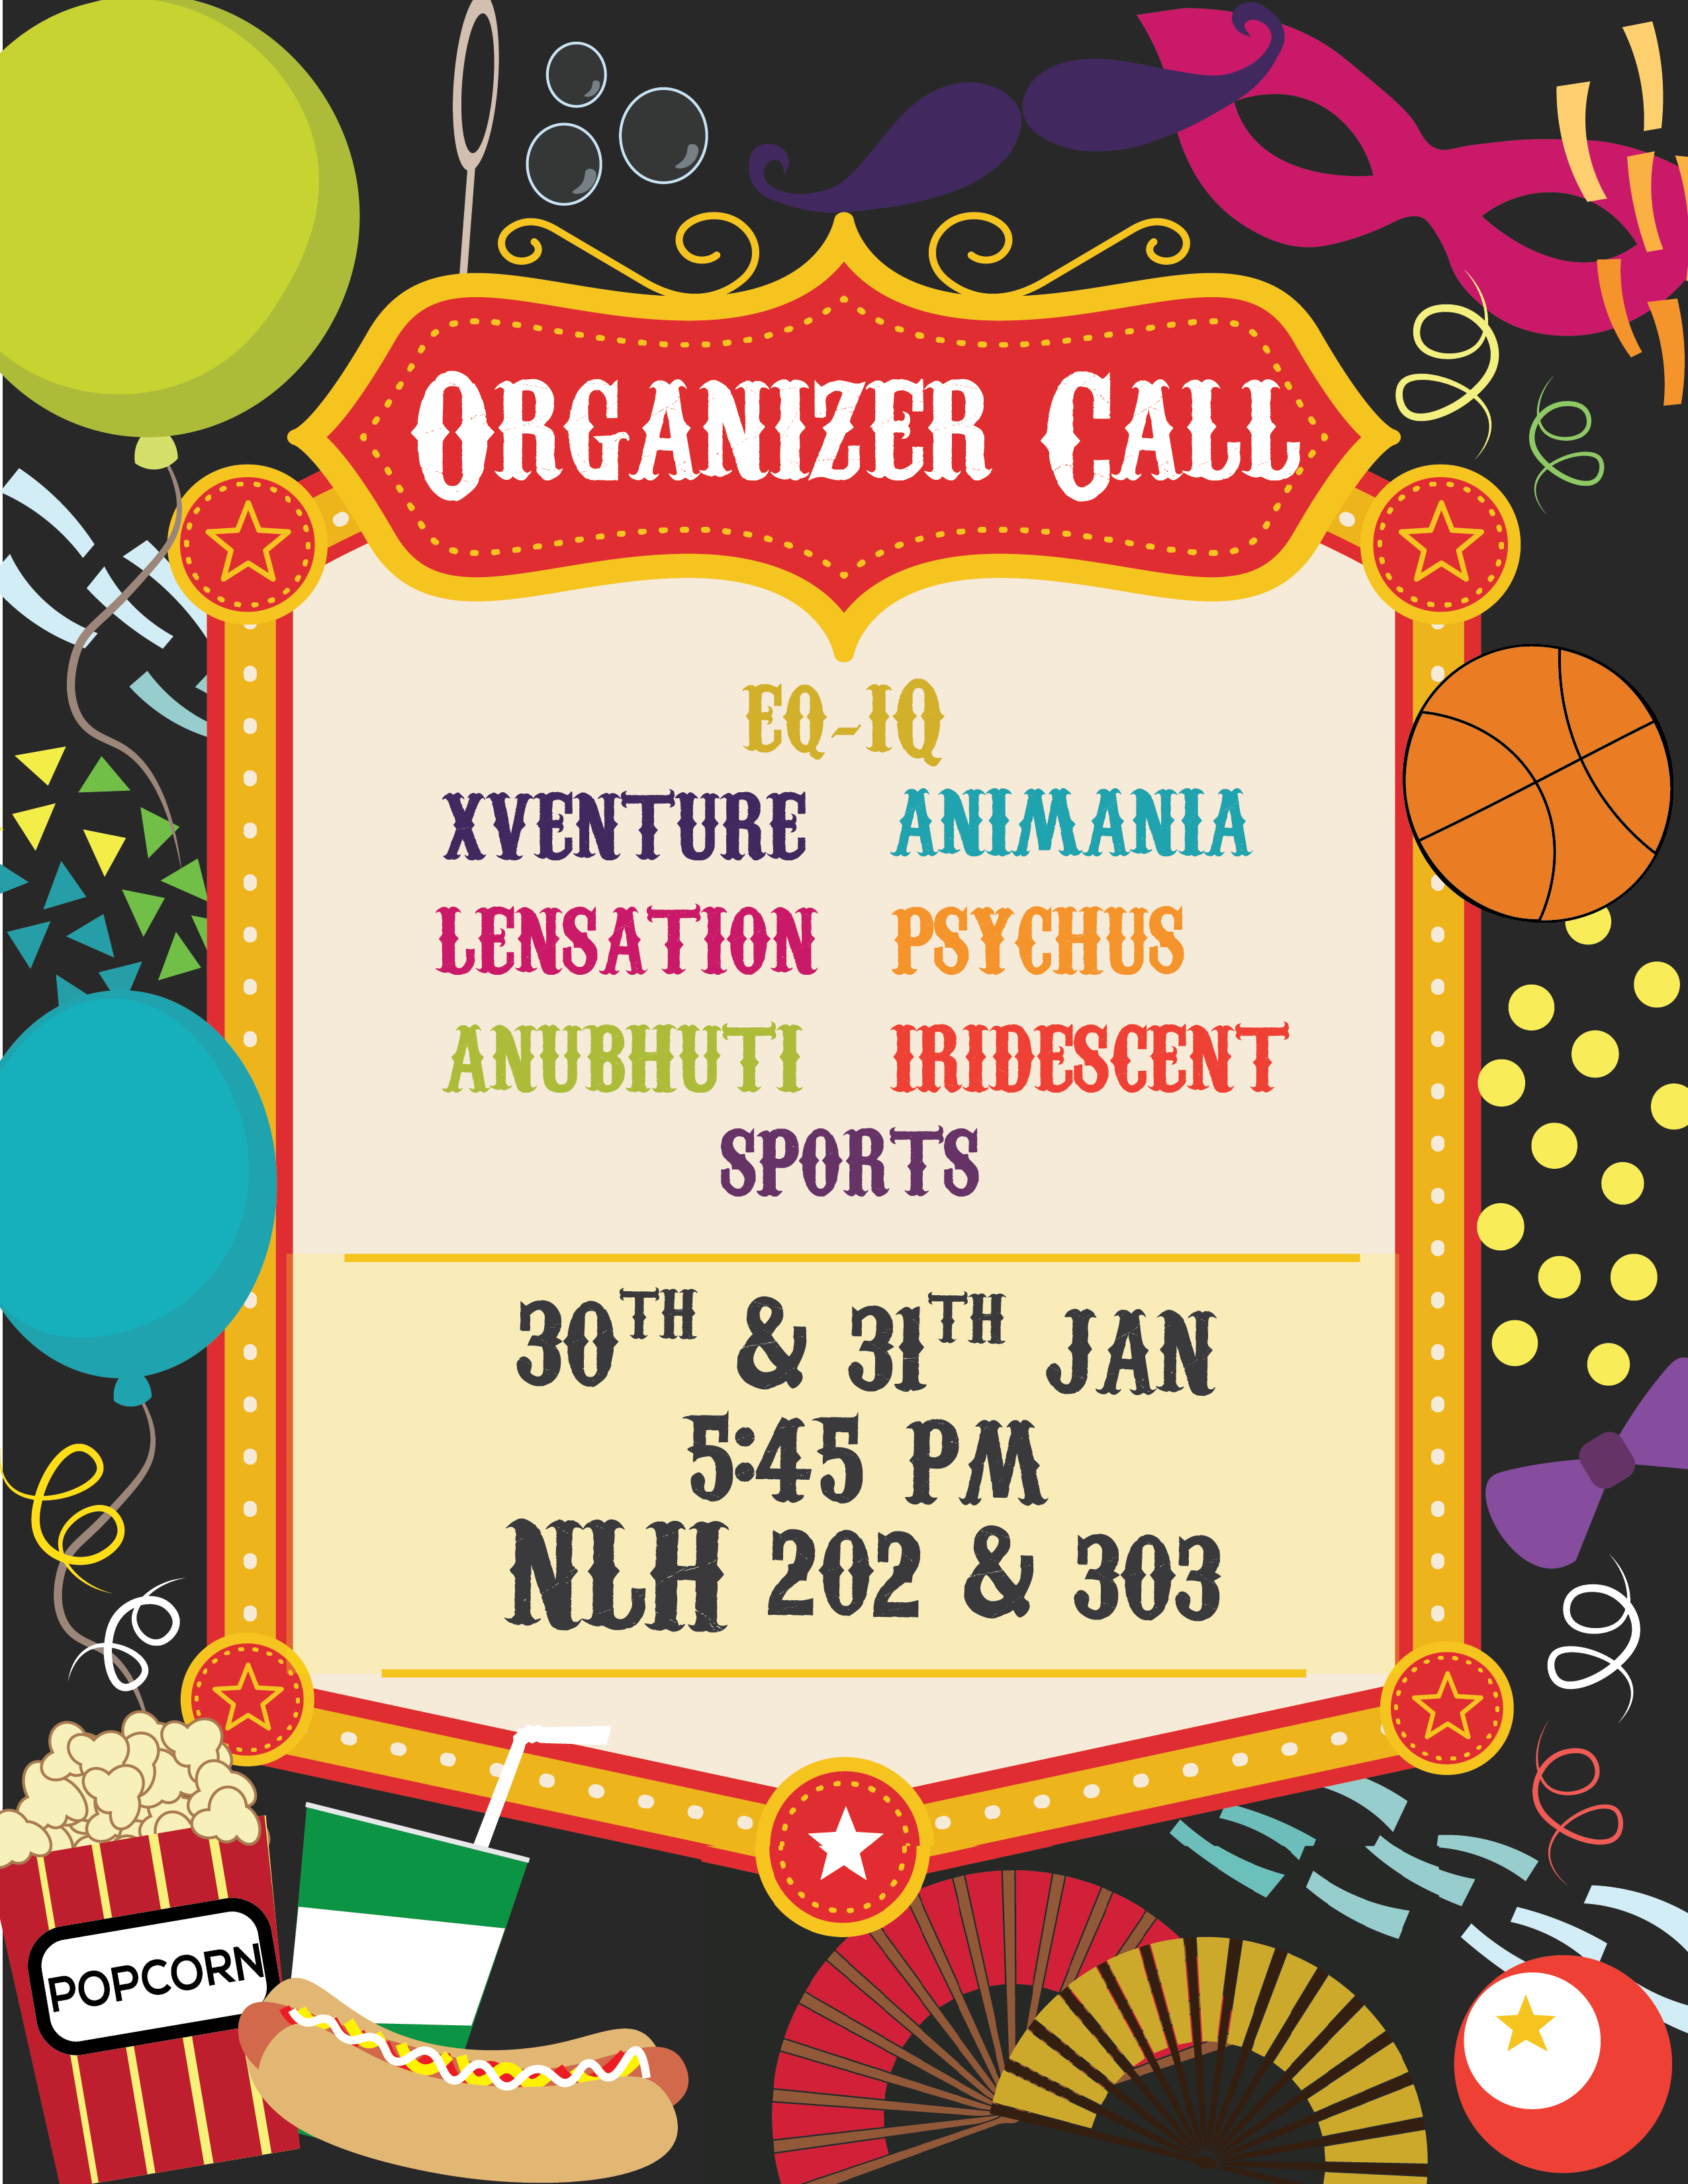 ORGANIZER CALL
EQ-IQ
XVENTURE ANIMANIA
LENSATION PSYCHUS
ANUBHUTI IRIDESCENT
SPORTS
30TH & 31TH JAN
5:45 PM
NLH 202 & 303
POPCORN